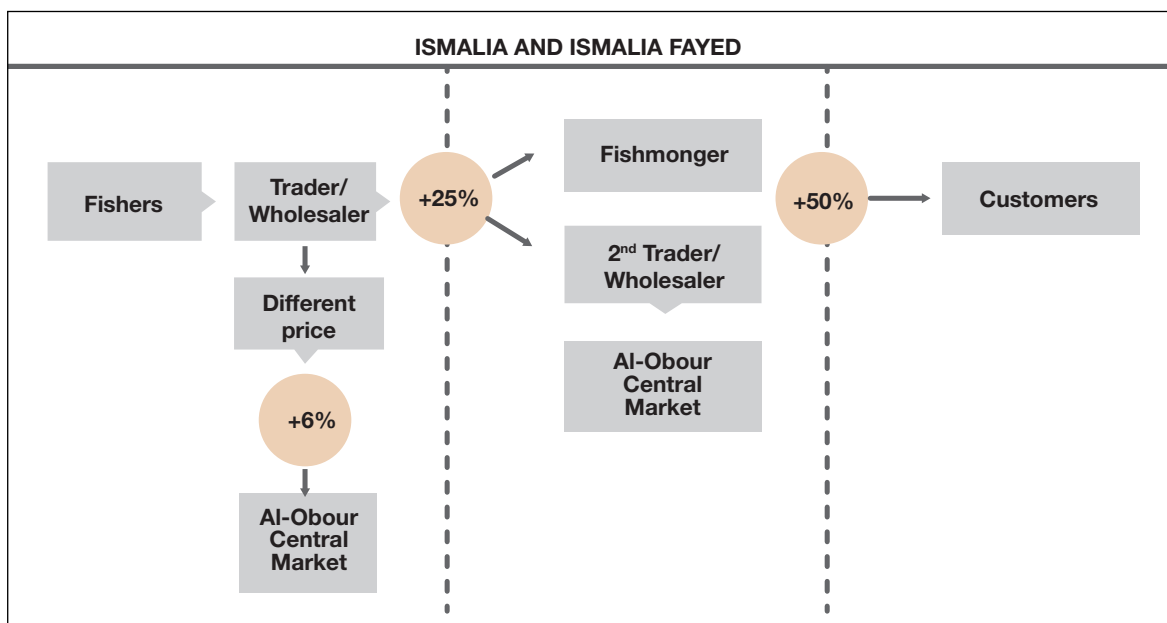 ISMALIA AND ISMALIA FAYED
Fishers
Trader/
Wholesaler
+25%
Fishmonger
+50%
Customers
2nd Trader/
Wholesaler
Different
price
Al-Obour
Central
Market
+6%
Al-Obour
Central
Market